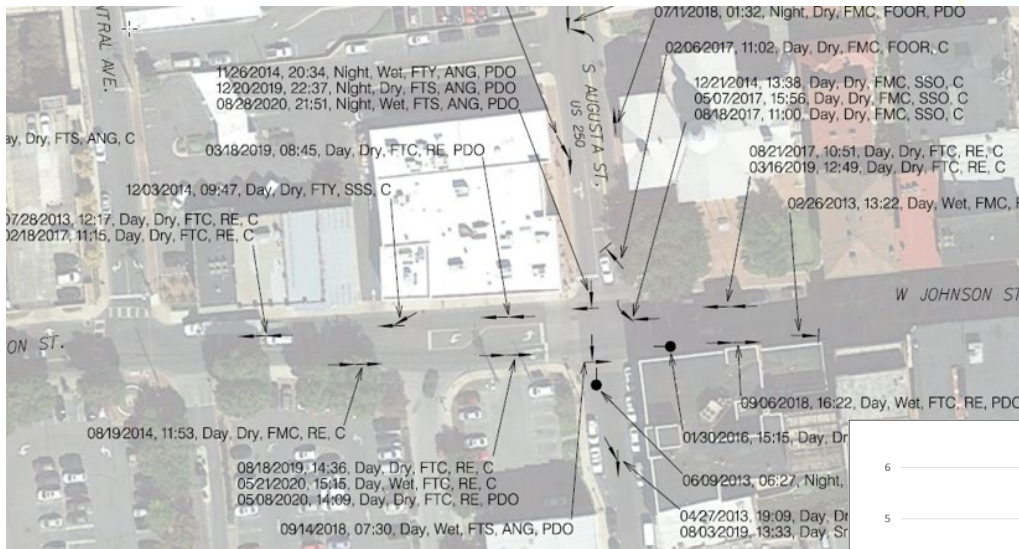 NTRAL AVE.
07/11/2018, 01:32, Night, Dry, FMC, FOOR, PDO
02/06/2017, 11:02, Day, Dry, FMC, FOOR, C
11/26/2014, 20:34, Night, Wet, FTY, ANG, PDO
12/20/2019, 22:37, Night, Dry, FTS, ANG, PDO
08/28/2020, 21:51, Night, Wet, FTS, ANG, PDO
S AUGUSTA ST.
US 250
12/21/2014, 13:38, Day, Dry, FMC, SSO, C
05/07/2017, 15:56, Day, Dry, FMC, SSO, C
08/18/2017, 11:00, Day, Dry, FMC, SSO, C
ay, Dry, FTS, ANG, C
03/18/2019, 08:45, Day, Dry, FTC, RE, PDO
08/21/2017, 10:51, Day, Dry, FTC, RE, C
03/16/2019, 12:49, Day, Dry, FTC, RE, C
12/03/2014, 09:47, Day, Dry, FTY, SSS, C
02/26/2013, 13:22, Day, Wet, FMC,
07/28/2013, 12:17, Day, Dry, FTC, RE, C
02/18/2017, 11:15, Day, Dry, FTC, RE, C
W JOHNSON ST
ON ST.
09/06/2018, 16:22, Day, Wet, FTC, RE, PDO
08/19/2014, 11:53, Day, Dry, FMC, RE, C
01/30/2016, 15:15, Day, Dr
08/18/2019, 14:36, Day, Dry, FTC, RE, C
05/21/2020, 15:15, Day, Wet, FTC, RE, C
05/08/2020, 14:09, Day, Dry, FTC, RE, PDO
06/09/2013, 06:27, Night,
09/14/2018, 07:30, Day, Wet, FTS, ANG, PDO
04/27/2013, 19:09, Day, Dr
08/03/2019, 13:33, Day, Sr
6
5